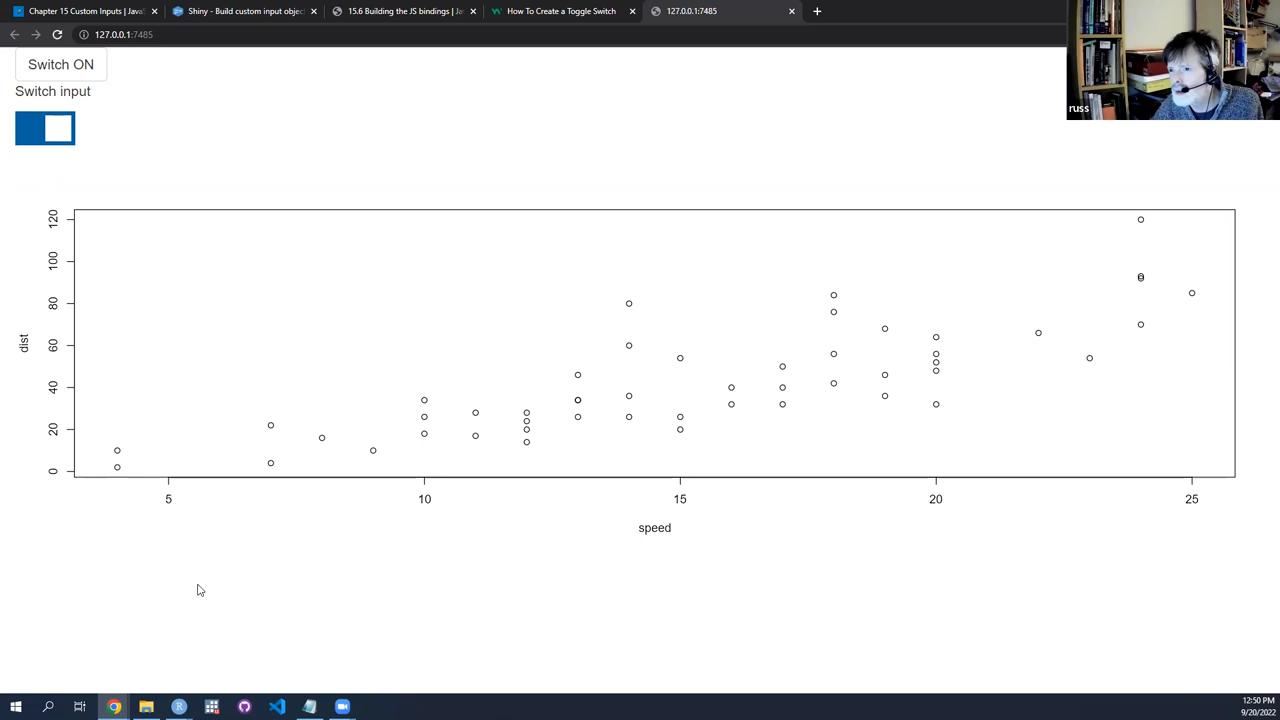 Chapter 15 Custom Inputs | JavaS
Shiny - Build custom input objec
15.6 Building the JS bindings | Jav
How To Create a Toggle Switch
127.0.0.1:7485
127.0.0.1:7485
Switch ON
Switch input
russ
dist
0
20
40
60
80
100
120
5
10
15
20
25
speed
12:50 PM
9/20/2022